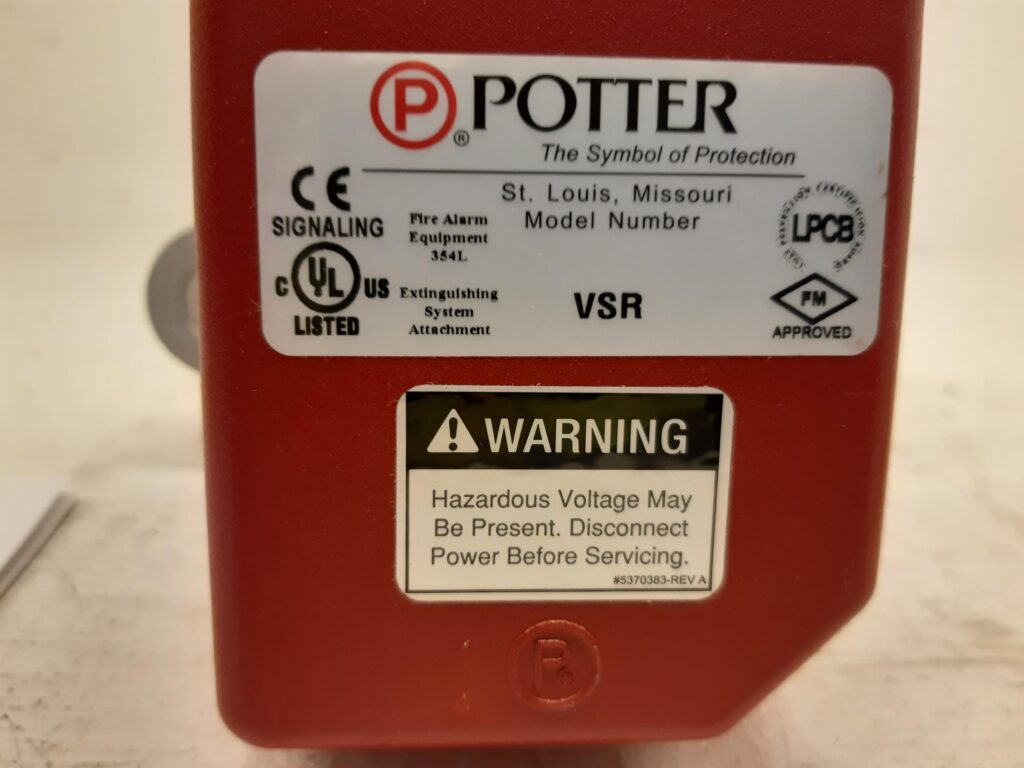 P® POTTER
The Symbol of Protection
St. Louis, Missouri
Model Number
VSR
CE
SIGNALING
C UL US
LISTED
Fire Alarm
Equipment
354L
Extinguishing
System
Attachment
LPCB
FM
APPROVED
WARNING
Hazardous Voltage May
Be Present. Disconnect
Power Before Servicing.
#5370383-REV A
P®